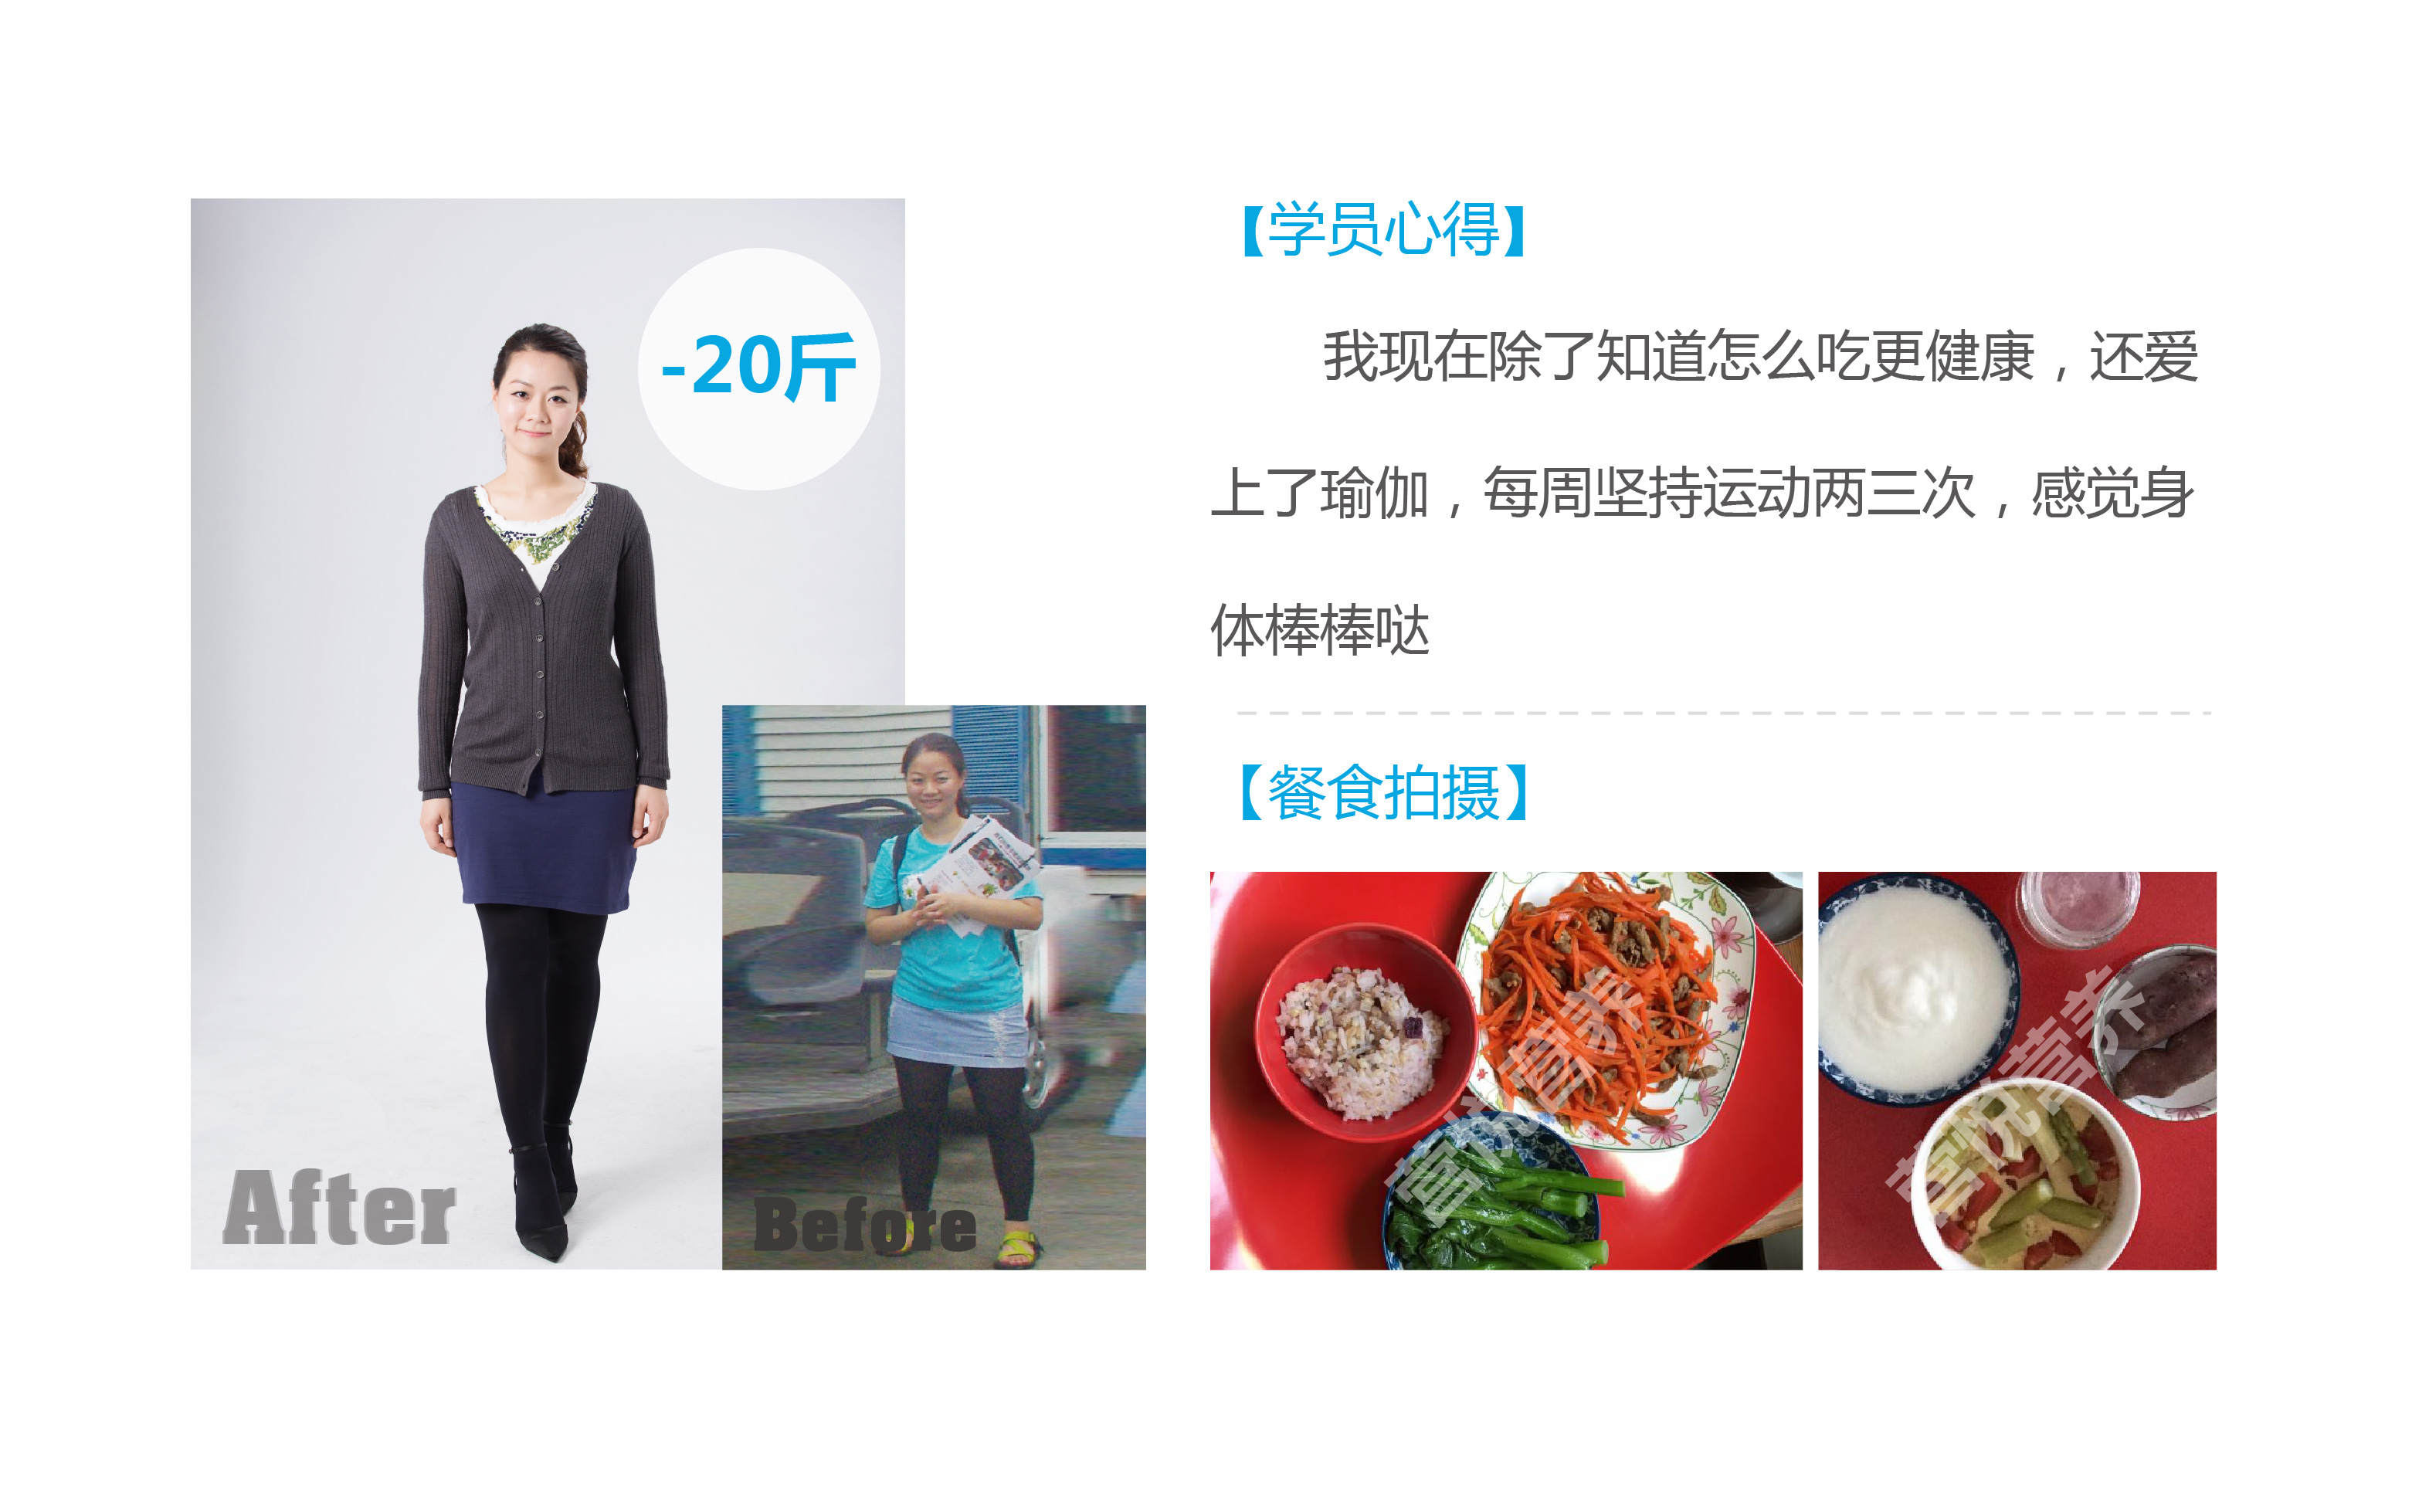 -20斤
After
Before
【学员心得】
我现在除了知道怎么吃更健康，还爱
上了瑜伽，每周坚持运动两三次，感觉身
体棒棒哒
【餐食拍摄】
营悦营养
营悦营养